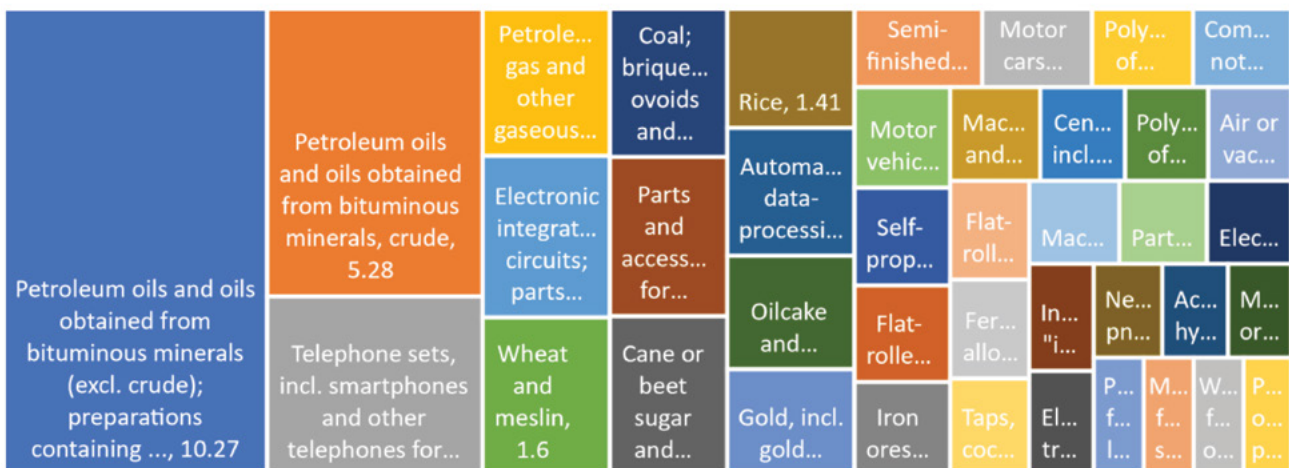 Petroleum oils and oils
obtained from
bituminous minerals
(excl. crude);
preparations
containing ..., 10.27
Petroleum oils
and oils obtained
from bituminous
minerals, crude,
5.28
Telephone sets,
incl. smartphones
and other
telephones for...
Petrole...
gas and
other
gaseous...
Electronic
integrat...
circuits;
parts...
Wheat
and
meslin,
1.6
Coal;
brique...
ovoids
and...
Parts
and
access...
for...
Cane or
beet
sugar
and...
Rice, 1.41
Automa...
data-
processi...
Oilcake
and...
Gold, incl.
gold...
Semi-
finished...
Motor
cars...
Poly...
of...
Com...
not...
Motor
vehic...
Self-
prop...
Flat-
rolle...
Iron
ores...
Mac...
and...
Cen...
incl....
Poly...
of...
Air or
vac...
Flat-
roll...
Mac...
Part...
Elec...
Fer...
allo...
Taps,
coc...
In...
"i...
Ne...
pn...
Ac...
hy...
M...
or...
El...
tr...
P...
f...
l...
M...
f...
s...
W...
f...
o...
P...
o...
p...